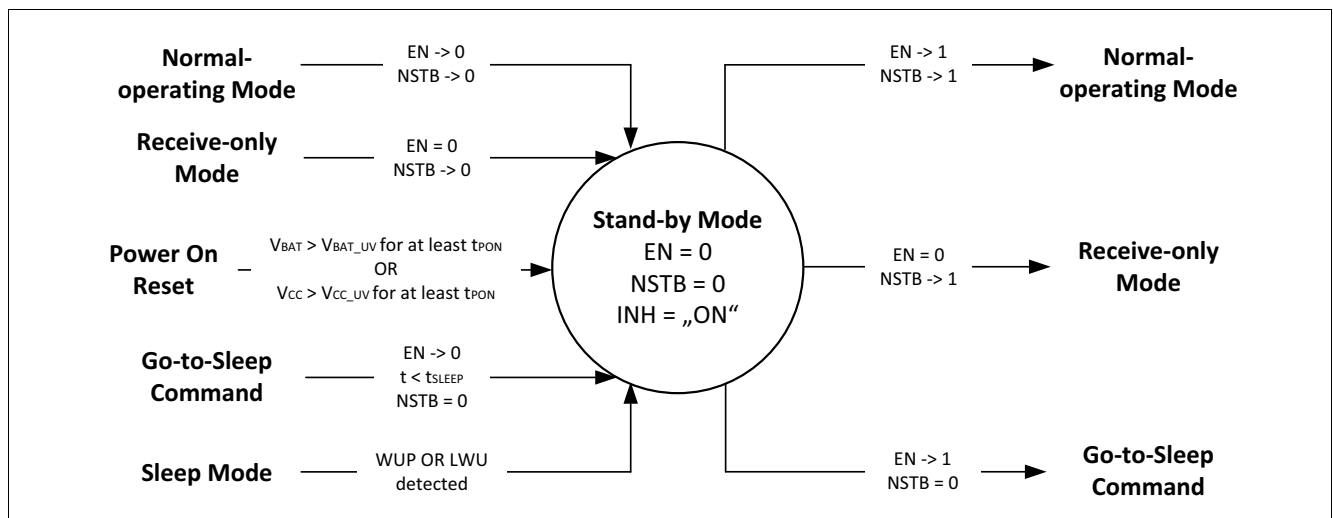 Normal-
operating Mode
EN -> 0
NSTB -> 0
Receive-only
Mode
EN = 0
NSTB -> 0
Power On
Reset
VBAT > VBAT_UV for at least tPON
OR
VCC > VCC_UV for at least tPON
Go-to-Sleep
Command
EN -> 0
t < tSLEEP
NSTB = 0
Sleep Mode
WUP OR LWU
detected
Stand-by Mode
EN = 0
NSTB = 0
INH = „ON“
EN -> 1
NSTB -> 1
Normal-
operating Mode
EN = 0
NSTB -> 1
Receive-only
Mode
EN -> 1
NSTB = 0
Go-to-Sleep
Command